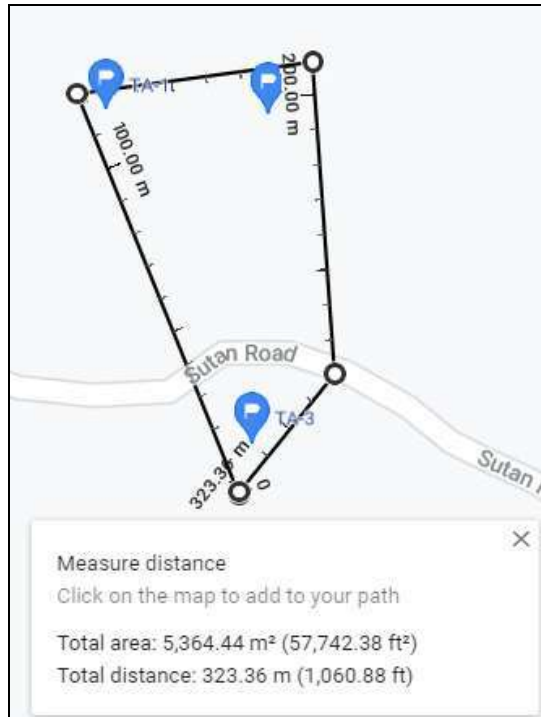 TA-1t
200.00 m
100.00 m
Sutan Road
TA-3
323.36 m
0
Sutan
Measure distance
Click on the map to add to your path
Total area: 5,364.44 m² (57,742.38 ft²)
Total distance: 323.36 m (1,060.88 ft)